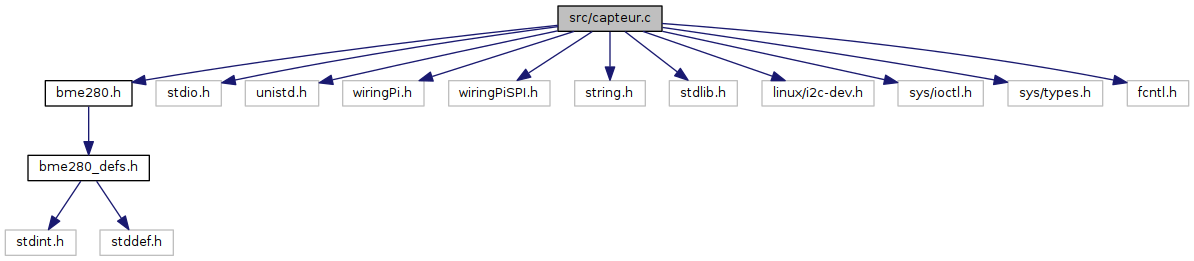 src/capteur.c
bme280.h
stdio.h
unistd.h
wiringPi.h
wiringPiSPI.h
string.h
stdlib.h
linux/i2c-dev.h
sys/ioctl.h
sys/types.h
fcntl.h
bme280_defs.h
stdint.h
stddef.h